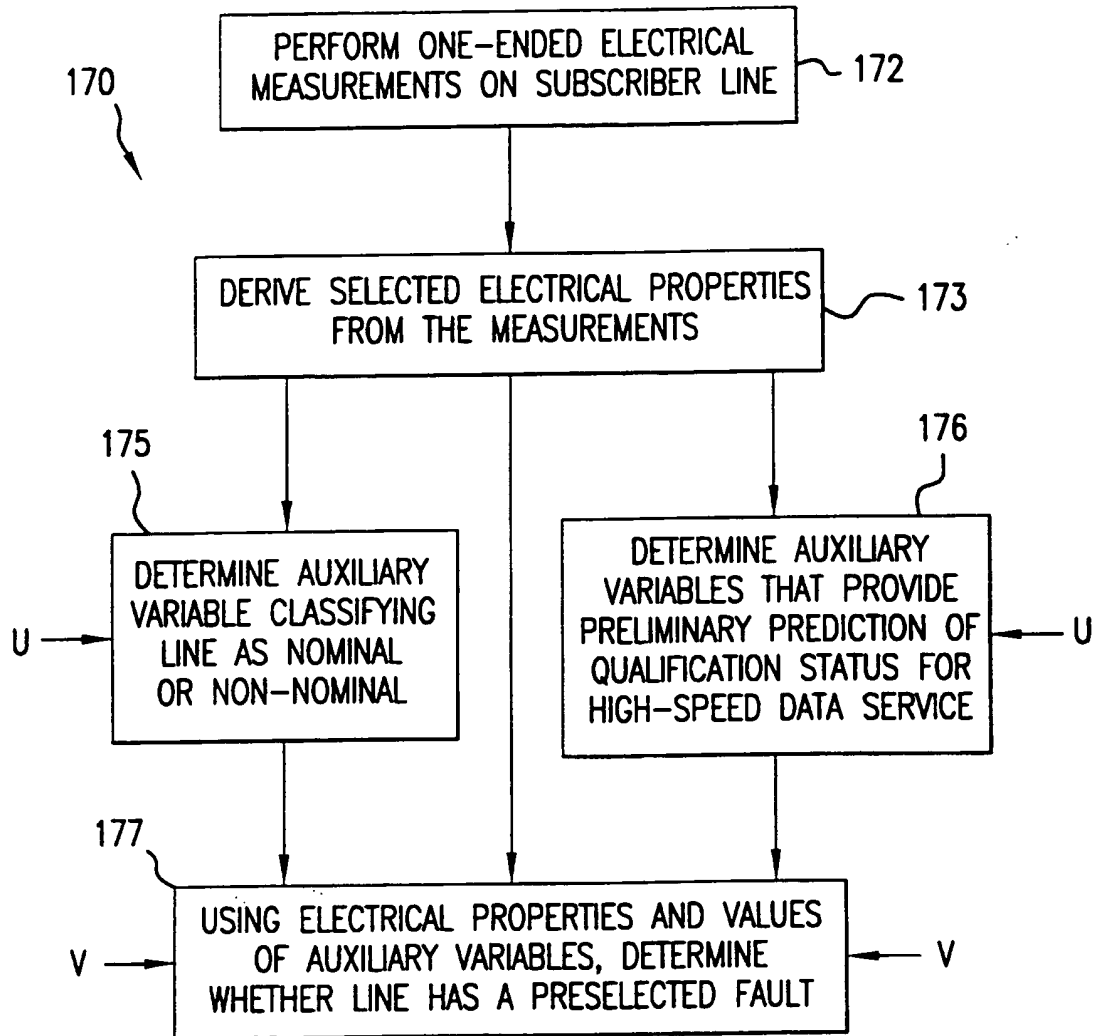 PERFORM ONE-ENDED ELECTRICAL
MEASUREMENTS ON SUBSCRIBER LINE
172
170
DERIVE SELECTED ELECTRICAL PROPERTIES
FROM THE MEASUREMENTS
173
175
DETERMINE AUXILIARY
VARIABLE CLASSIFYING
LINE AS NOMINAL
OR NON-NOMINAL
U
176
DETERMINE AUXILIARY
VARIABLES THAT PROVIDE
PRELIMINARY PREDICTION OF
QUALIFICATION STATUS FOR
HIGH-SPEED DATA SERVICE
U
177
USING ELECTRICAL PROPERTIES AND VALUES
OF AUXILIARY VARIABLES, DETERMINE
WHETHER LINE HAS A PRESELECTED FAULT
V
V